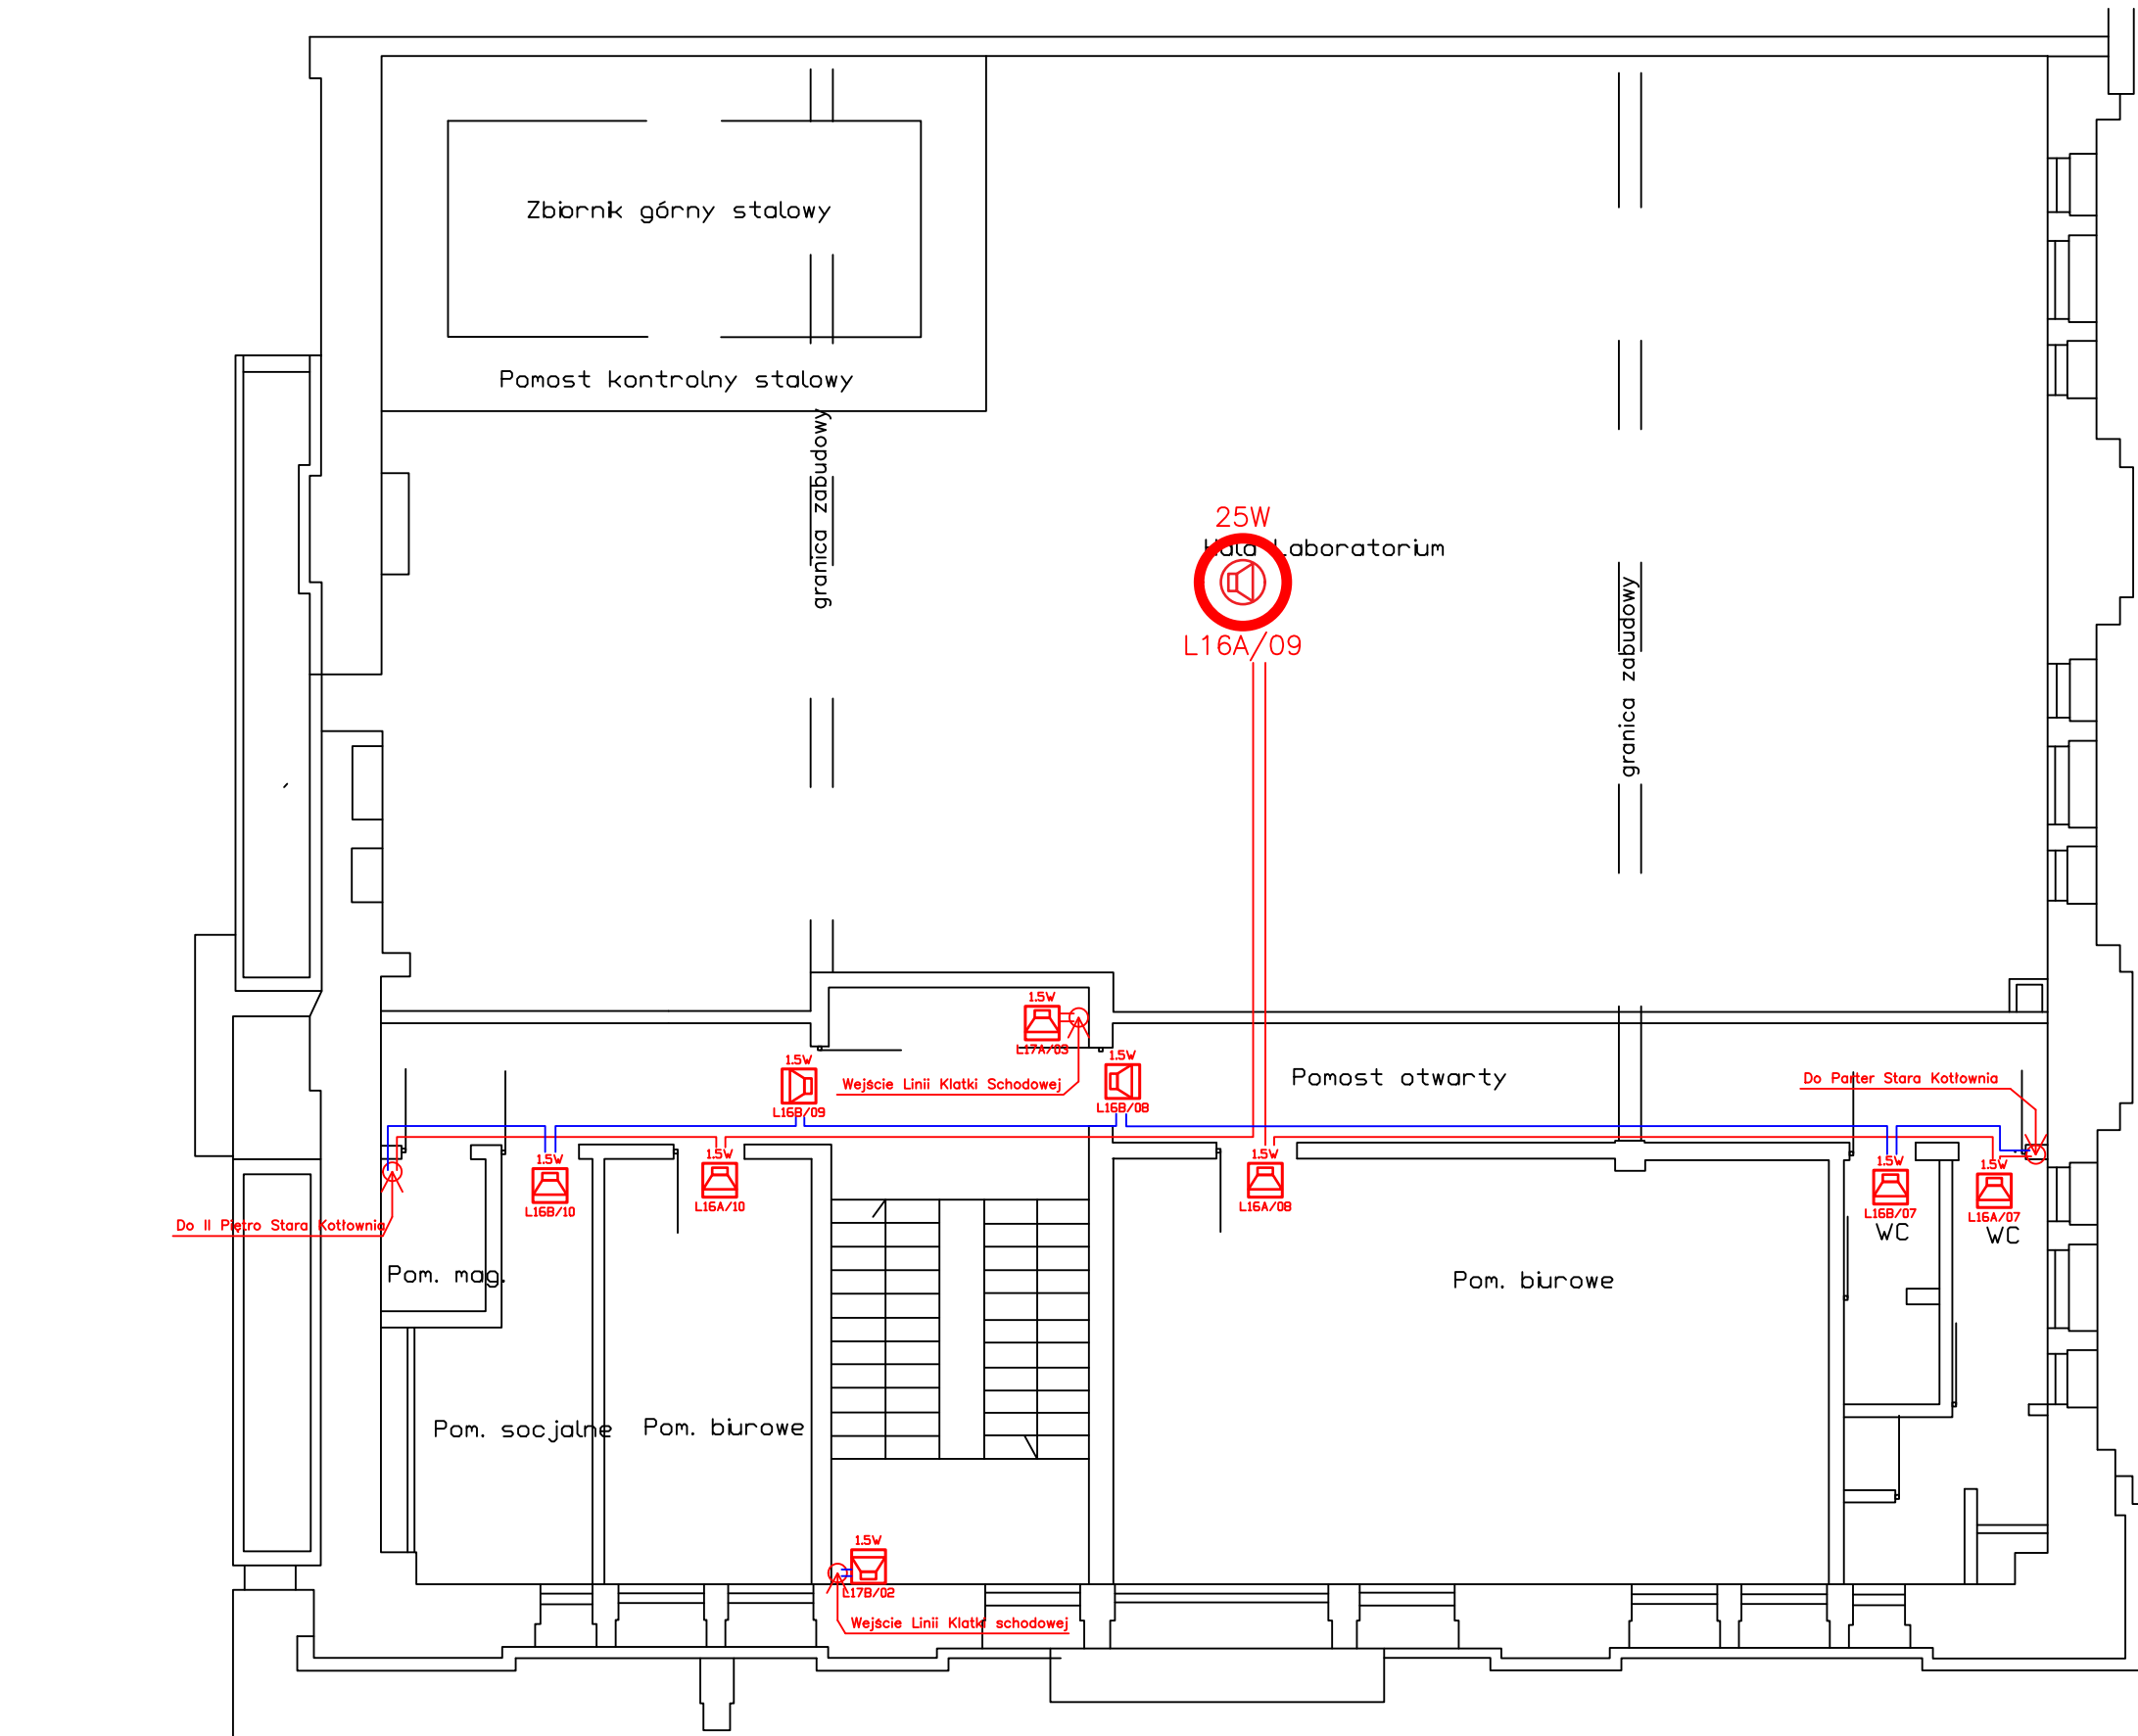 Zbiornik górny stalowy
Pomost kontrolny stalowy
granica zabudowy
25W
Hala Laboratorium
L16A/09
granica zabudowy
1.5W
L17A/03
1.5W
L16B/09
Wejście Linii Klatki Schodowej
1.5W
L16B/08
Pomost otwarty
Do Parter Stara Kotłownia
1.5W
L16B/10
1.5W
L16A/10
1.5W
L16A/08
1.5W
L16B/07
WC
1.5W
L16A/07
WC
Do II Piętro Stara Kotłownia
Pom. mag.
Pom. biurowe
Pom. socjalne
Pom. biurowe
1.5W
L17B/02
Wejście Linii Klatki schodowej